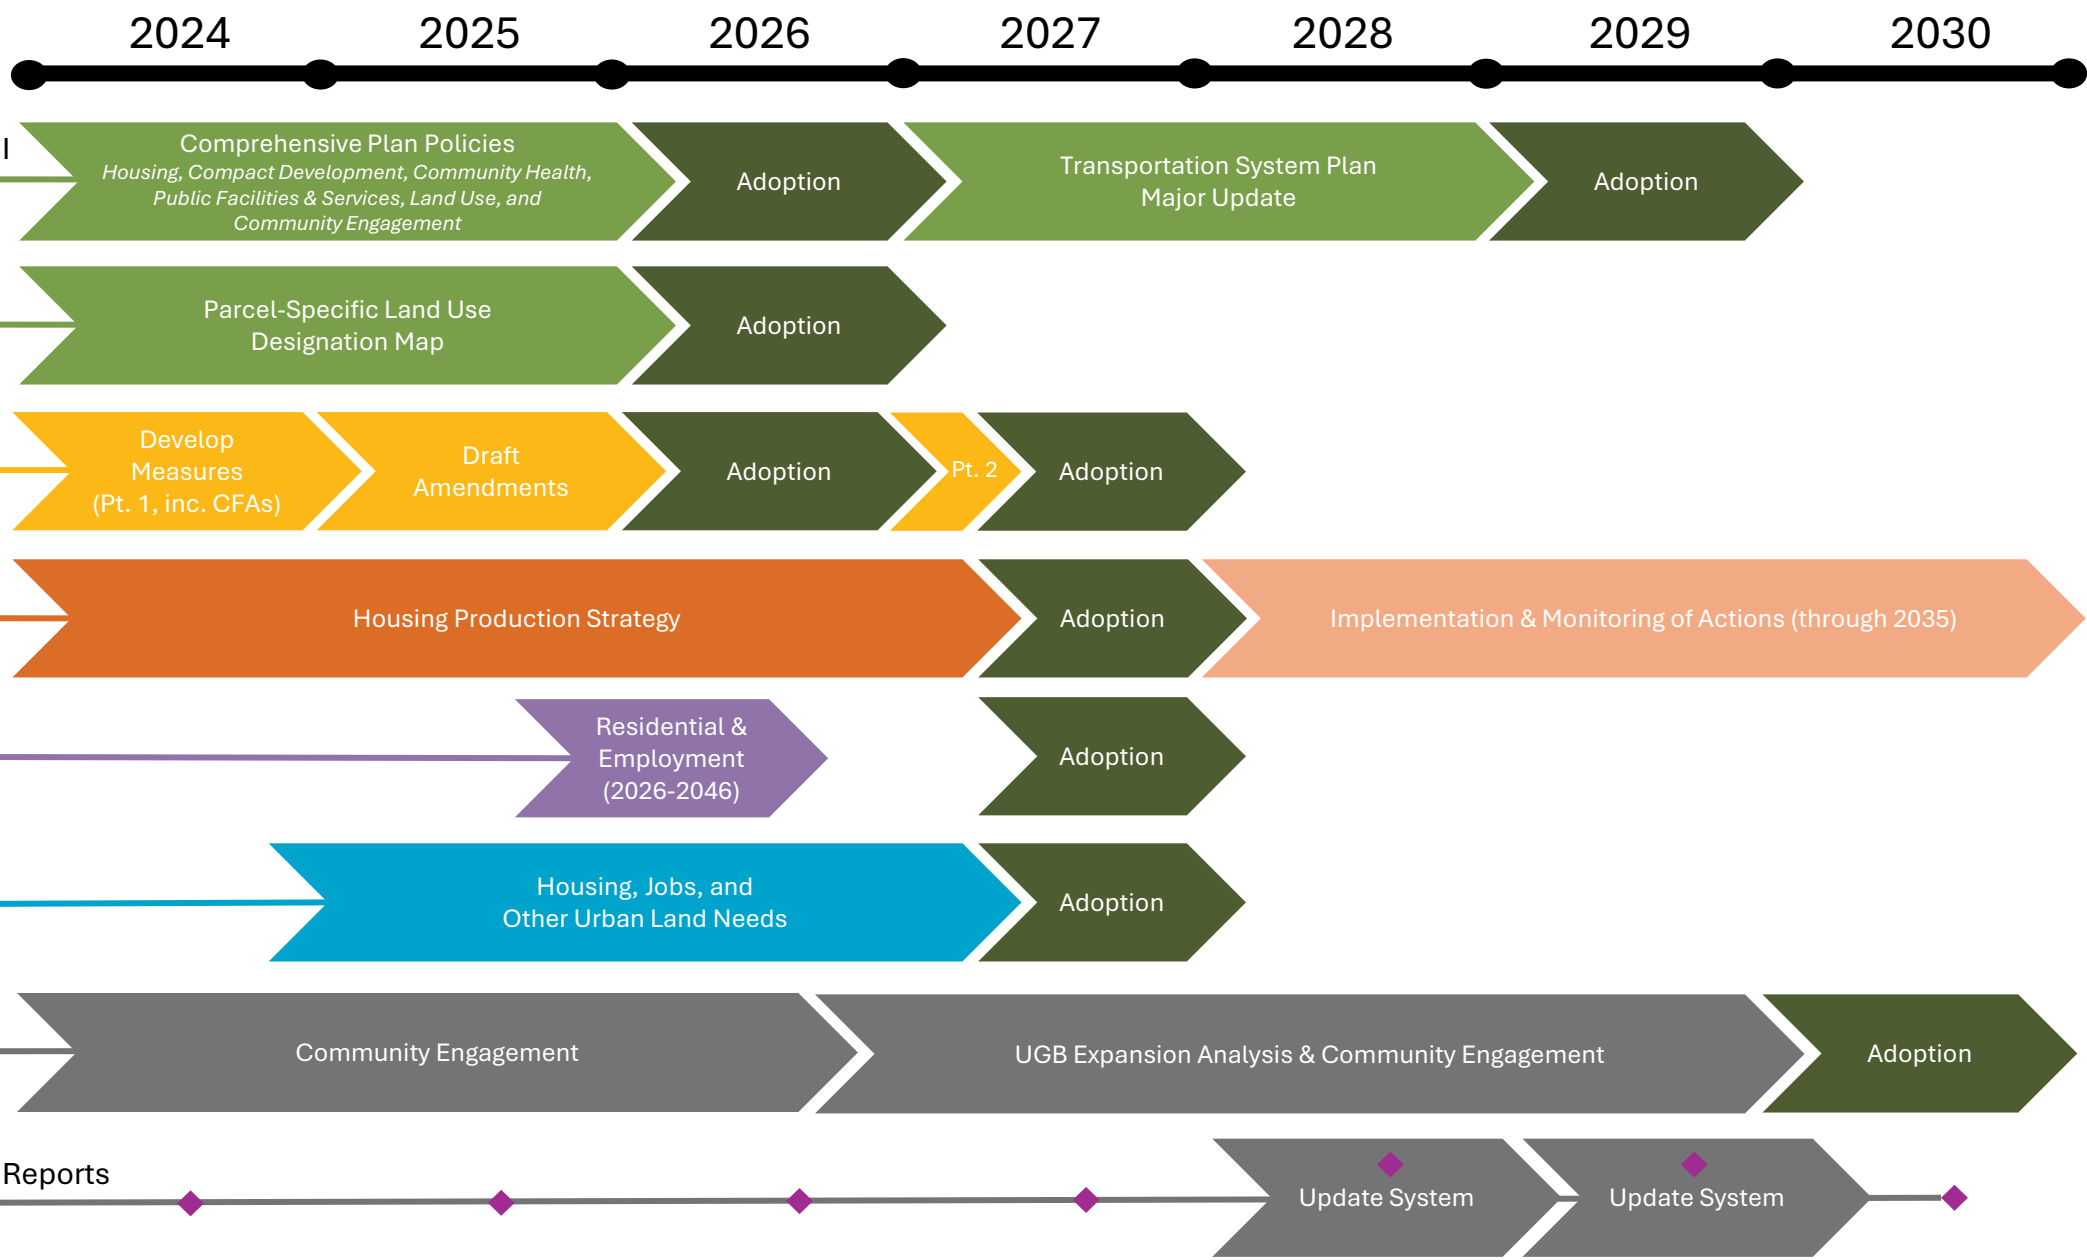 2024 2025 2026 2027 2028 2029 2030
l
Comprehensive Plan Policies
Housing, Compact Development, Community Health,
Public Facilities & Services, Land Use, and
Community Engagement
Adoption
Transportation System Plan
Major Update
Adoption
Parcel-Specific Land Use
Designation Map
Adoption
Develop
Measures
(Pt. 1, inc. CFAs)
Draft
Amendments
Adoption
Pt. 2
Adoption
Housing Production Strategy
Adoption
Implementation & Monitoring of Actions (through 2035)
Residential &
Employment
(2026-2046)
Adoption
Housing, Jobs, and
Other Urban Land Needs
Adoption
Community Engagement
UGB Expansion Analysis & Community Engagement
Adoption
Reports
Update System
Update System